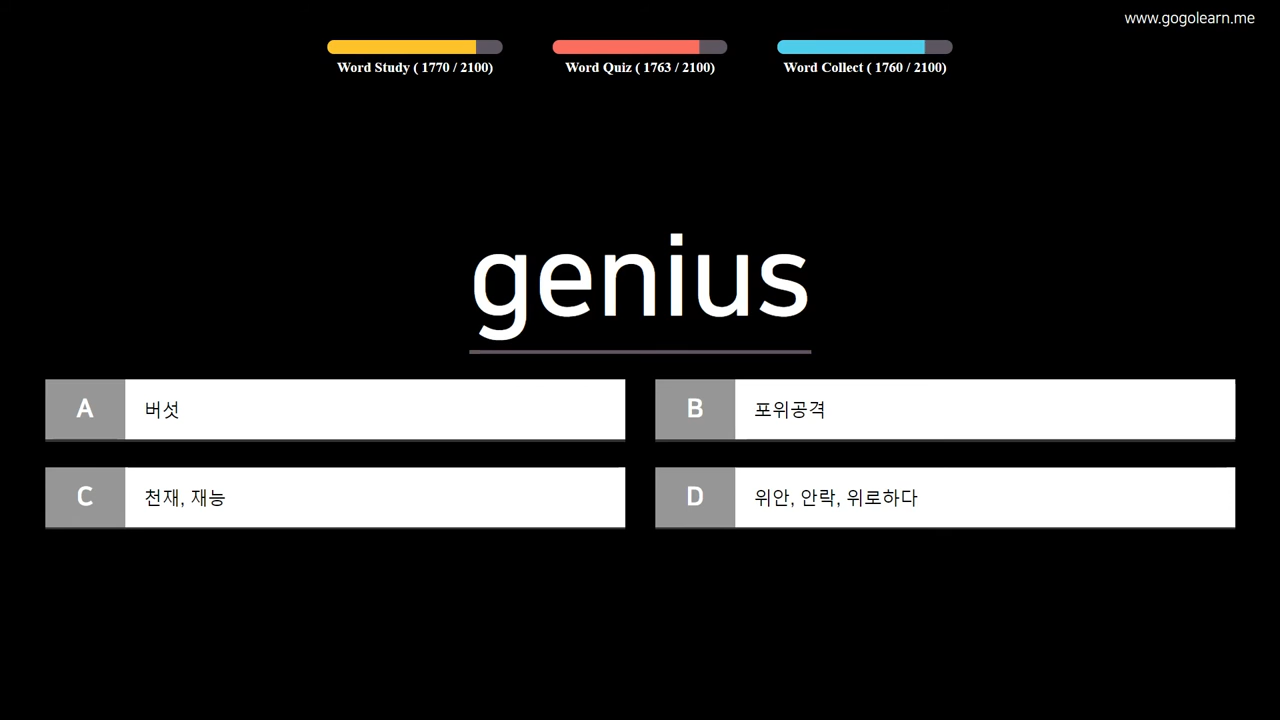 www.gogolearn.me
Word Study ( 1770 / 2100)
Word Quiz ( 1763 / 2100)
Word Collect ( 1760 / 2100)
genius
A 버섯
B 포위공격
C 천재, 재능
D 위안, 안락, 위로하다